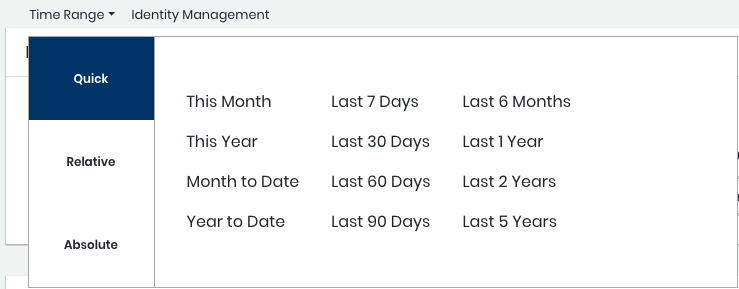 Time Range Identity Management
Quick
Relative
Absolute
This Month Last 7 Days Last 6 Months
This Year Last 30 Days Last 1 Year
Month to Date Last 60 Days Last 2 Years
Year to Date Last 90 Days Last 5 Years